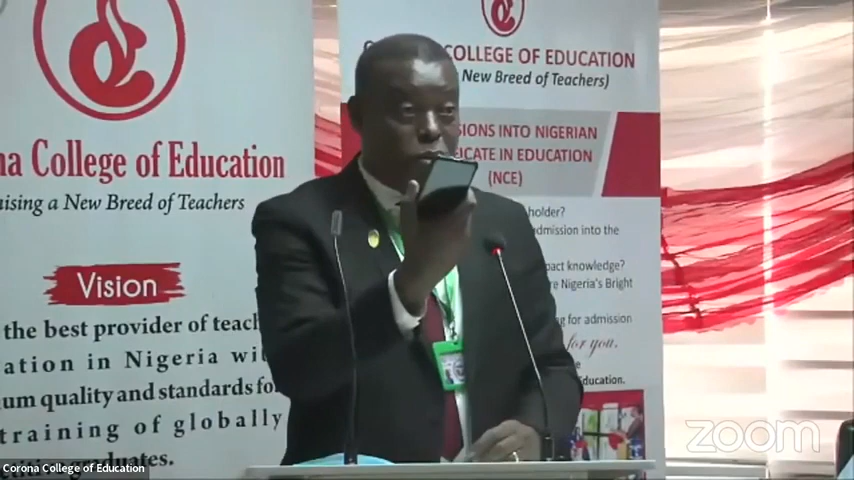 na College of Education
ising a New Breed of Teachers
Vision
the best provider of teac
ation in Nigeria wi
um quality and standards fo
training of globally
graduates.
COLLEGE OF EDUCATION
New Breed of Teachers)
SIONS INTO NIGERIAN
ICATE IN EDUCATION
(NCE)
holder?
admission into the
pact knowledge?
re Nigeria's Bright
ng for admission
for you.
Education.
zoom
Corona College of Education